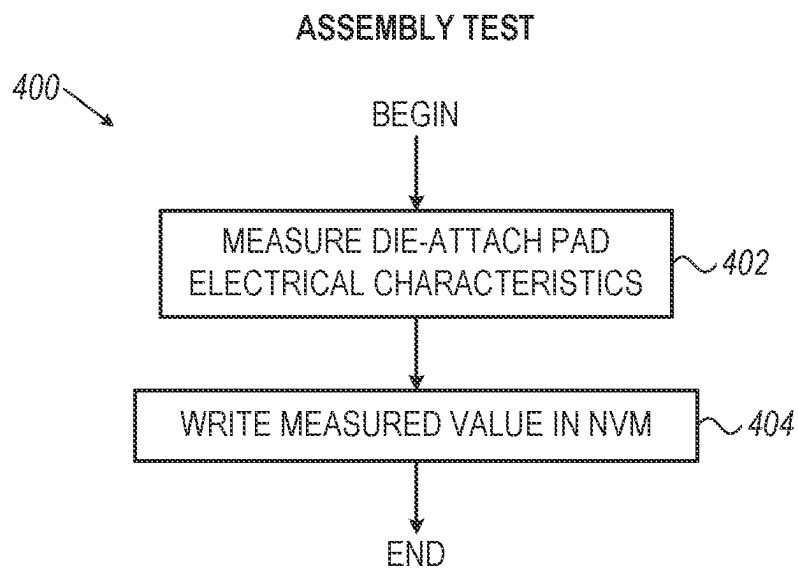 ASSEMBLY TEST
400
BEGIN
MEASURE DIE-ATTACH PAD
ELECTRICAL CHARACTERISTICS
402
WRITE MEASURED VALUE IN NVM
404
END